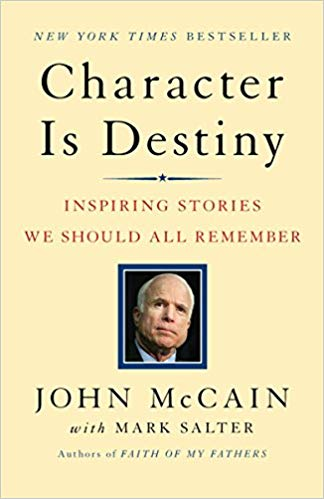 NEW YORK TIMES BESTSELLER
Character
Is Destiny
INSPIRING STORIES
WE SHOULD ALL REMEMBER
JOHN McCAIN
with MARK SALTER
Authors of FAITH OF MY FATHERS